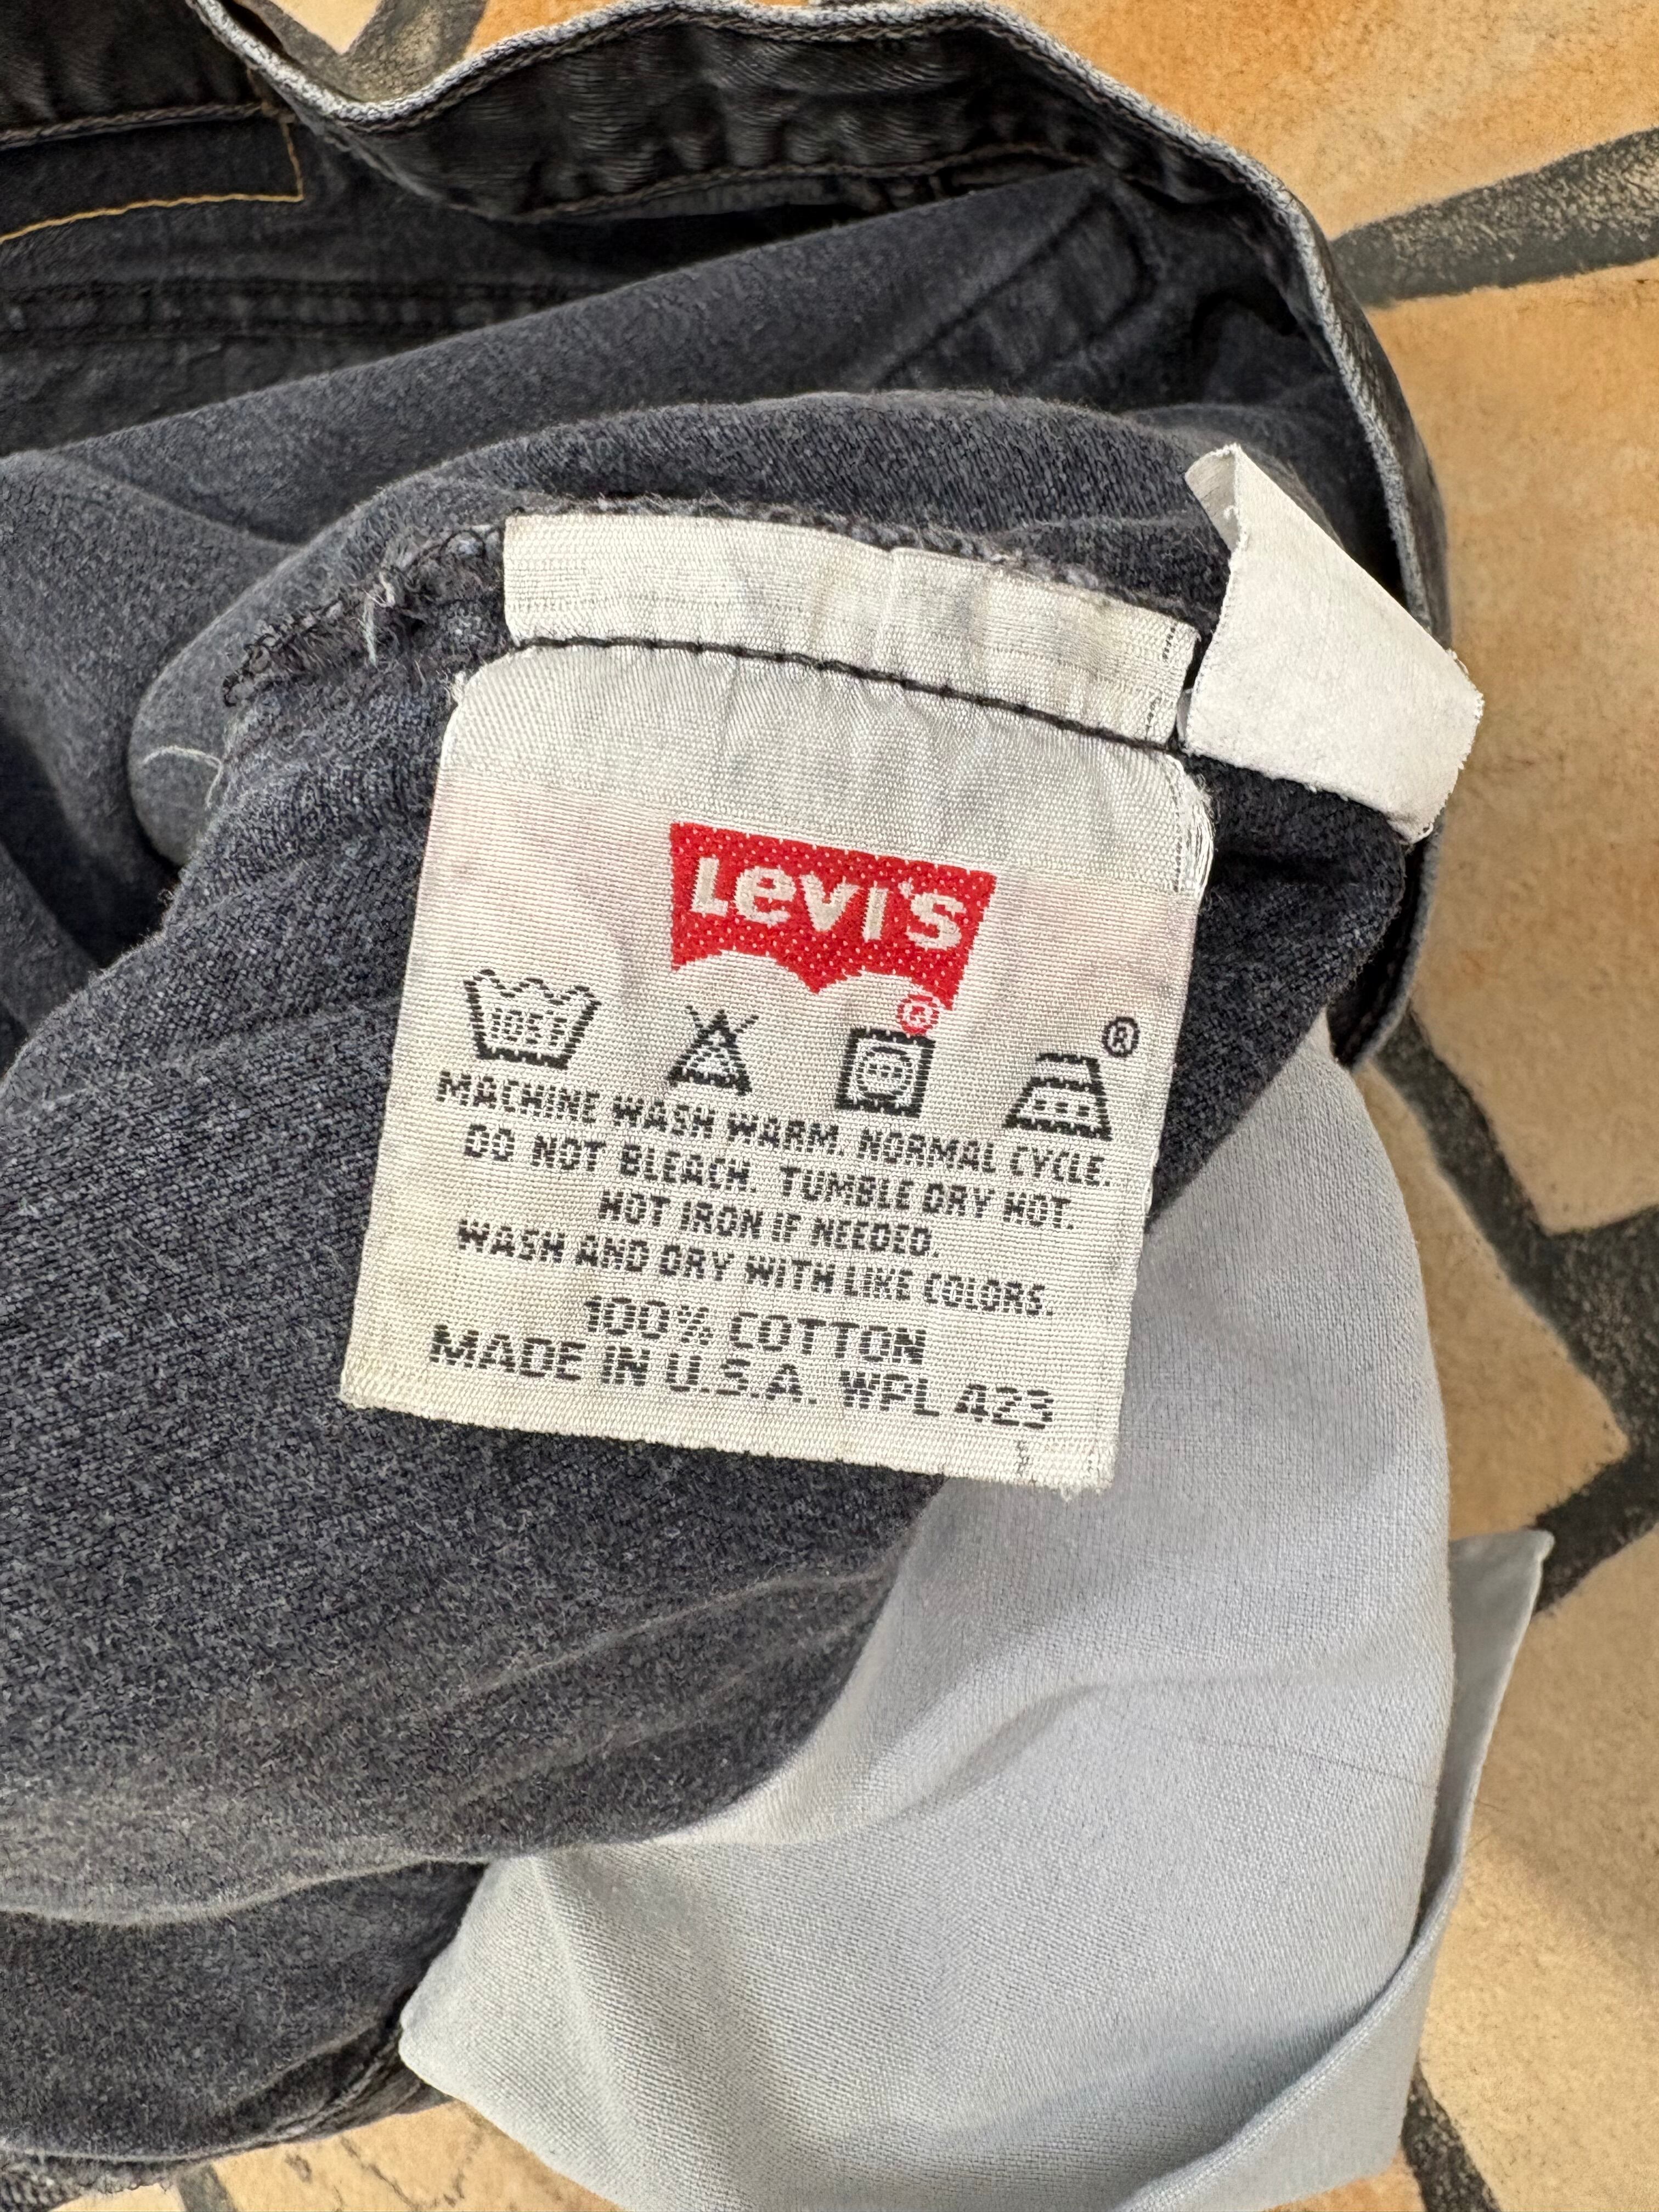 Levi's
®
105F
®
MACHINE WASH WARM. NORMAL CYCLE.
DO NOT BLEACH. TUMBLE DRY HOT.
HOT IRON IF NEEDED.
WASH AND DRY WITH LIKE COLORS.
100% COTTON
MADE IN U.S.A. WPL 423